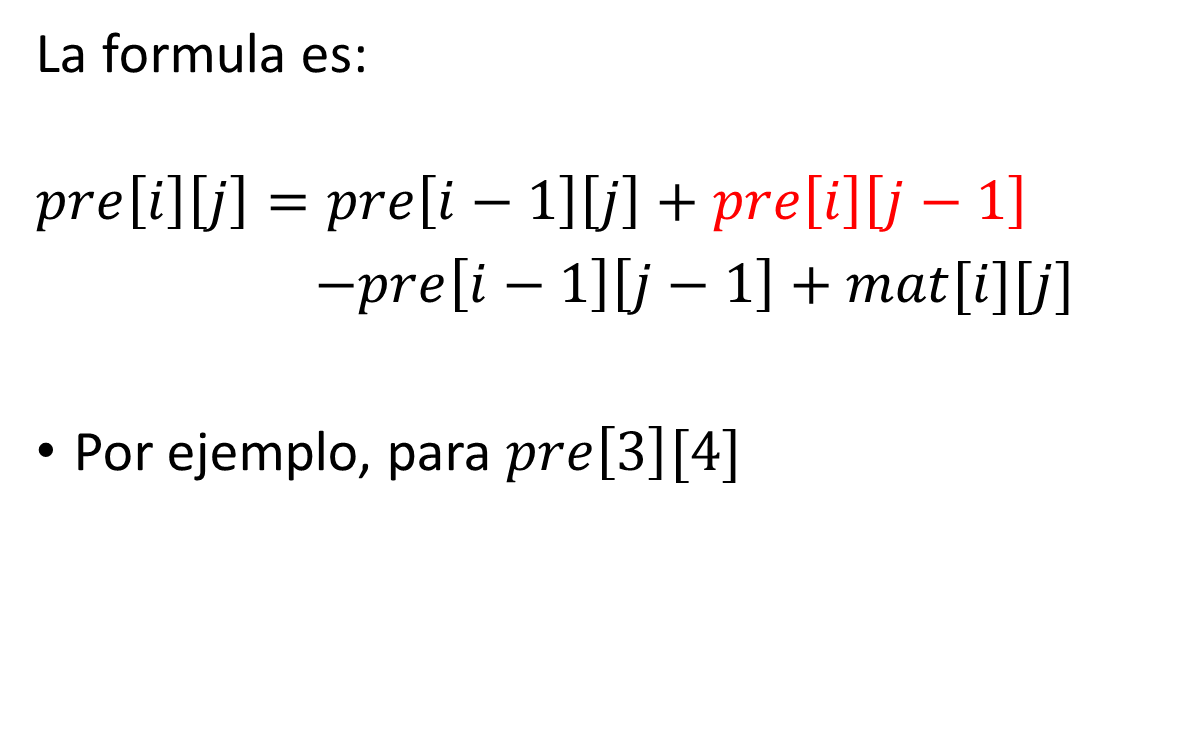 La formula es:
pre[i][j] = pre[i − 1][j] + pre[i][j − 1]
−pre[i − 1][j − 1] + mat[i][j]
• Por ejemplo, para pre[3][4]